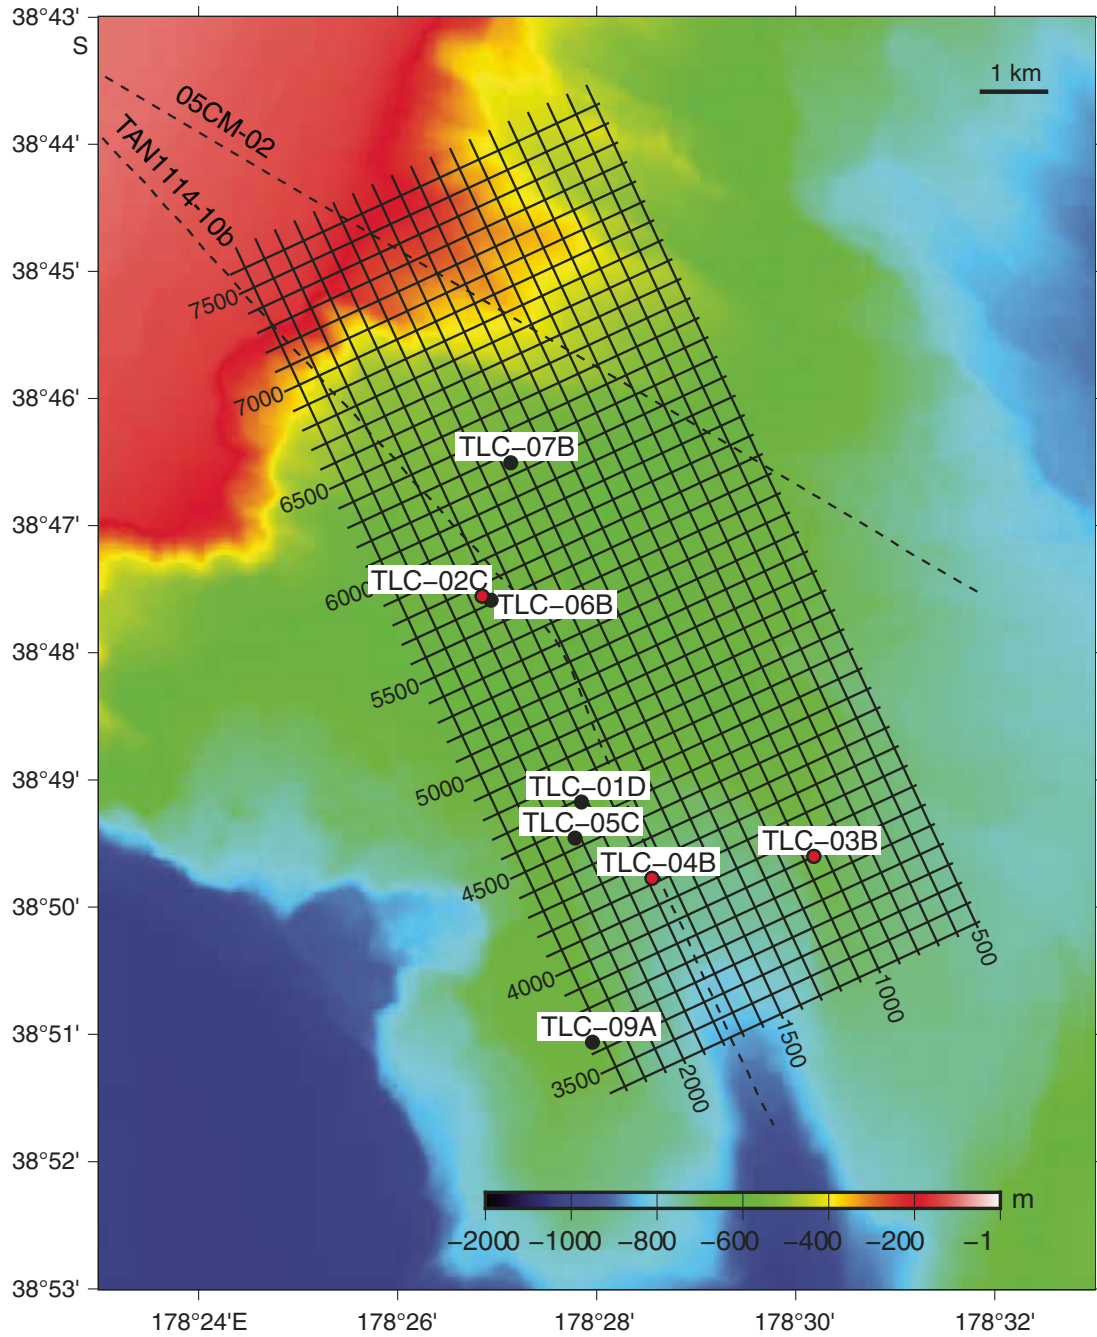 38°43'
S
1 km
05CM-02
38°44'
TAN1114-10b
38°45'
7500
38°46'
7000
TLC–07B
6500
38°47'
TLC–02C
6000
TLC–06B
38°48'
5500
38°49'
TLC–01D
5000
TLC–05C
TLC–03B
TLC–04B
4500
38°50'
500
4000
1000
38°51'
TLC–09A
1500
3500
2000
38°52'
m
−2000 −1000 −800 −600 −400 −200 −1
38°53'
178°24'E 178°26' 178°28' 178°30' 178°32'